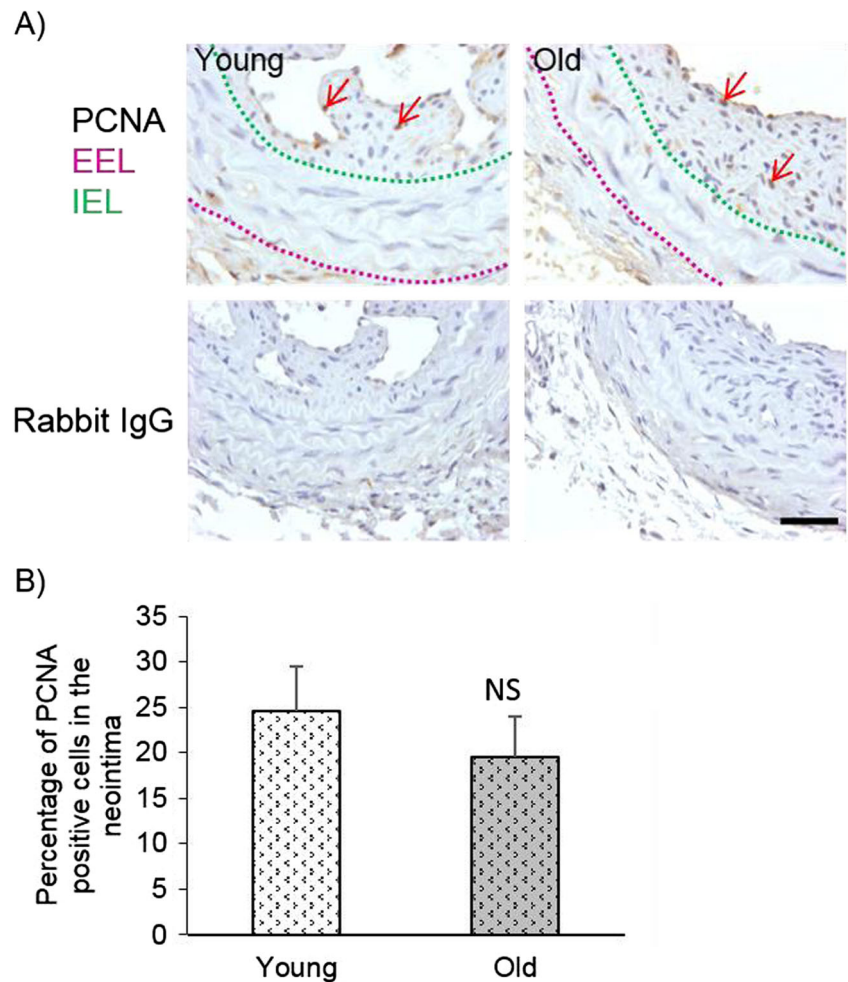 A)
Young
Old
PCNA
EEL
IEL
Rabbit IgG
B)
Percentage of PCNA
positive cells in the
neointima
35
30
25
20
15
10
5
0
NS
Young
Old